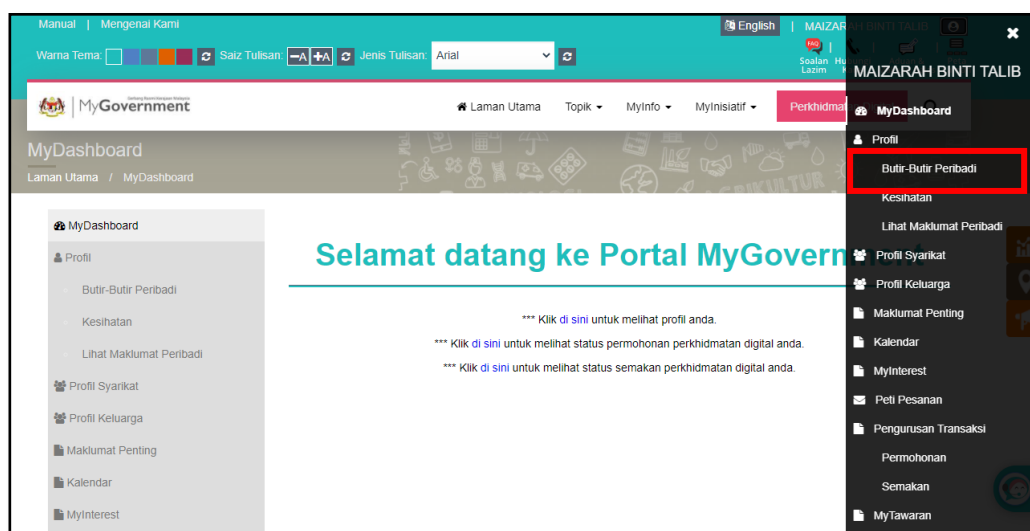 Manual | Mengenai Kami
English | MAIZARAH BINTI TALIB
Warna Tema: Saiz Tulisan: -A +A Jenis Tulisan: Arial
FAQ
Soalan
Lazim
MyGovernment
Laman Utama Topik MyInfo MyInisiatif
MyDashboard
Laman Utama / MyDashboard
MyDashboard
Profil
Butir-Butir Peribadi
Kesihatan
Lihat Maklumat Peribadi
Profil Syarikat
Profil Keluarga
Maklumat Penting
Kalendar
MyInterest
Selamat datang ke Portal MyGovernment
*** Klik di sini untuk melihat profil anda.
*** Klik di sini untuk melihat status permohonan perkhidmatan digital anda.
*** Klik di sini untuk melihat status semakan perkhidmatan digital anda.
MAIZARAH BINTI TALIB
MyDashboard
Profil
Butir-Butir Peribadi
Kesihatan
Lihat Maklumat Peribadi
Profil Syarikat
Profil Keluarga
Maklumat Penting
Kalendar
MyInterest
Peti Pesanan
Pengurusan Transaksi
Permohonan
Semakan
MyTawaran